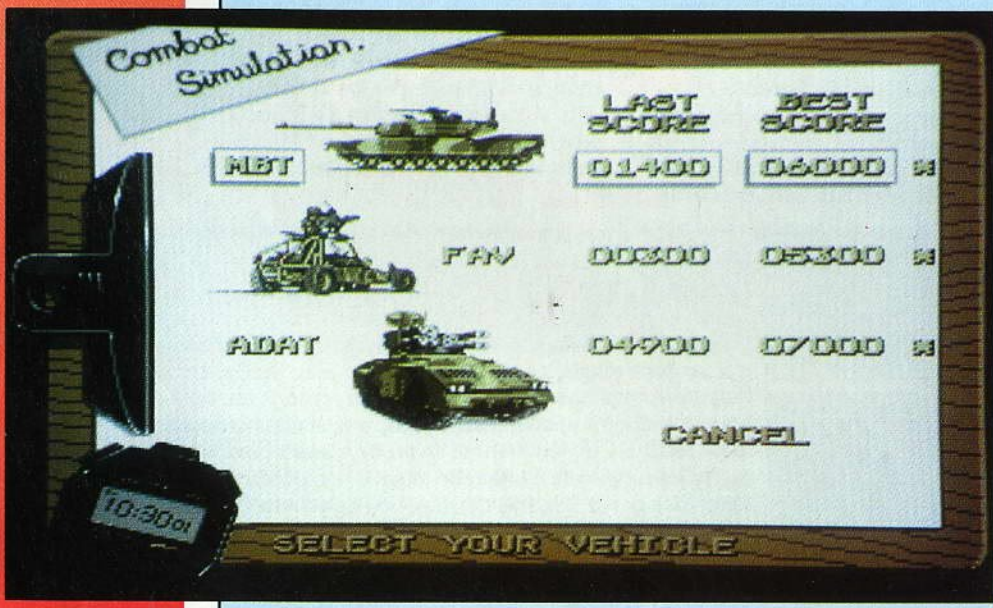 Combat
Simulation.
LAST SCORE
BEST SCORE
MBT 01400 06000 *
FAV 00300 05300 *
ADAT 04900 07000 *
CANCEL
10:30 01
SELECT YOUR VEHICLE